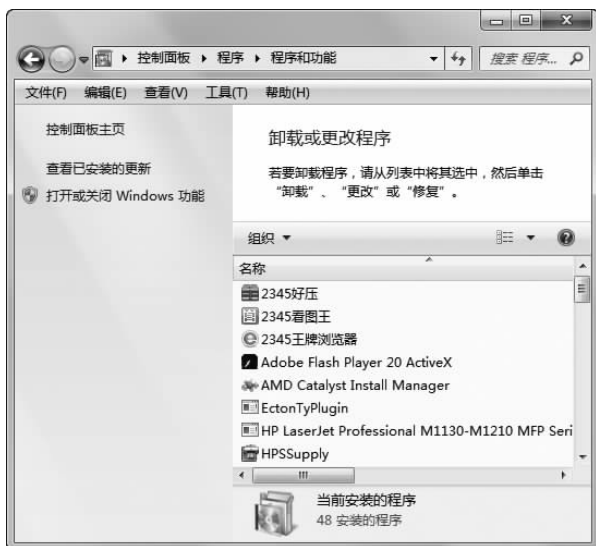 控制面板 程序 程序和功能 搜索 程序...
文件(F) 编辑(E) 查看(V) 工具(T) 帮助(H)
控制面板主页
查看已安装的更新
打开或关闭 Windows 功能
卸载或更改程序
若要卸载程序，请从列表中将其选中，然后单击
“卸载”、“更改”或“修复”。
组织
名称
2345好压
2345看图王
2345王牌浏览器
Adobe Flash Player 20 ActiveX
AMD Catalyst Install Manager
EctonTyPlugin
HP LaserJet Professional M1130-M1210 MFP Seri
HPSSupply
当前安装的程序
48 安装的程序